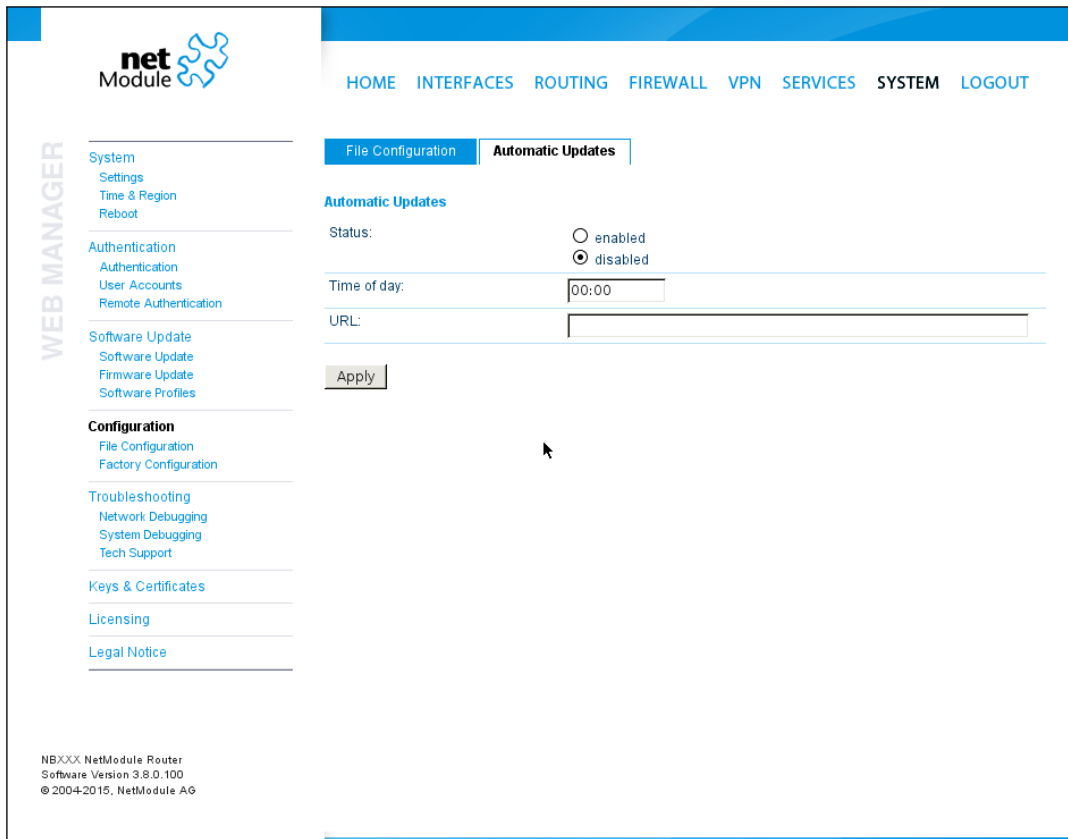 net
Module
HOME INTERFACES ROUTING FIREWALL VPN SERVICES SYSTEM LOGOUT
WEB MANAGER
System
Settings
Time & Region
Reboot
Authentication
Authentication
User Accounts
Remote Authentication
Software Update
Software Update
Firmware Update
Software Profiles
Configuration
File Configuration
Factory Configuration
Troubleshooting
Network Debugging
System Debugging
Tech Support
Keys & Certificates
Licensing
Legal Notice
File Configuration Automatic Updates
Automatic Updates
Status:
enabled
disabled
Time of day: 00:00
URL:
Apply
NBXXX NetModule Router
Software Version 3.8.0.100
© 2004-2015, NetModule AG